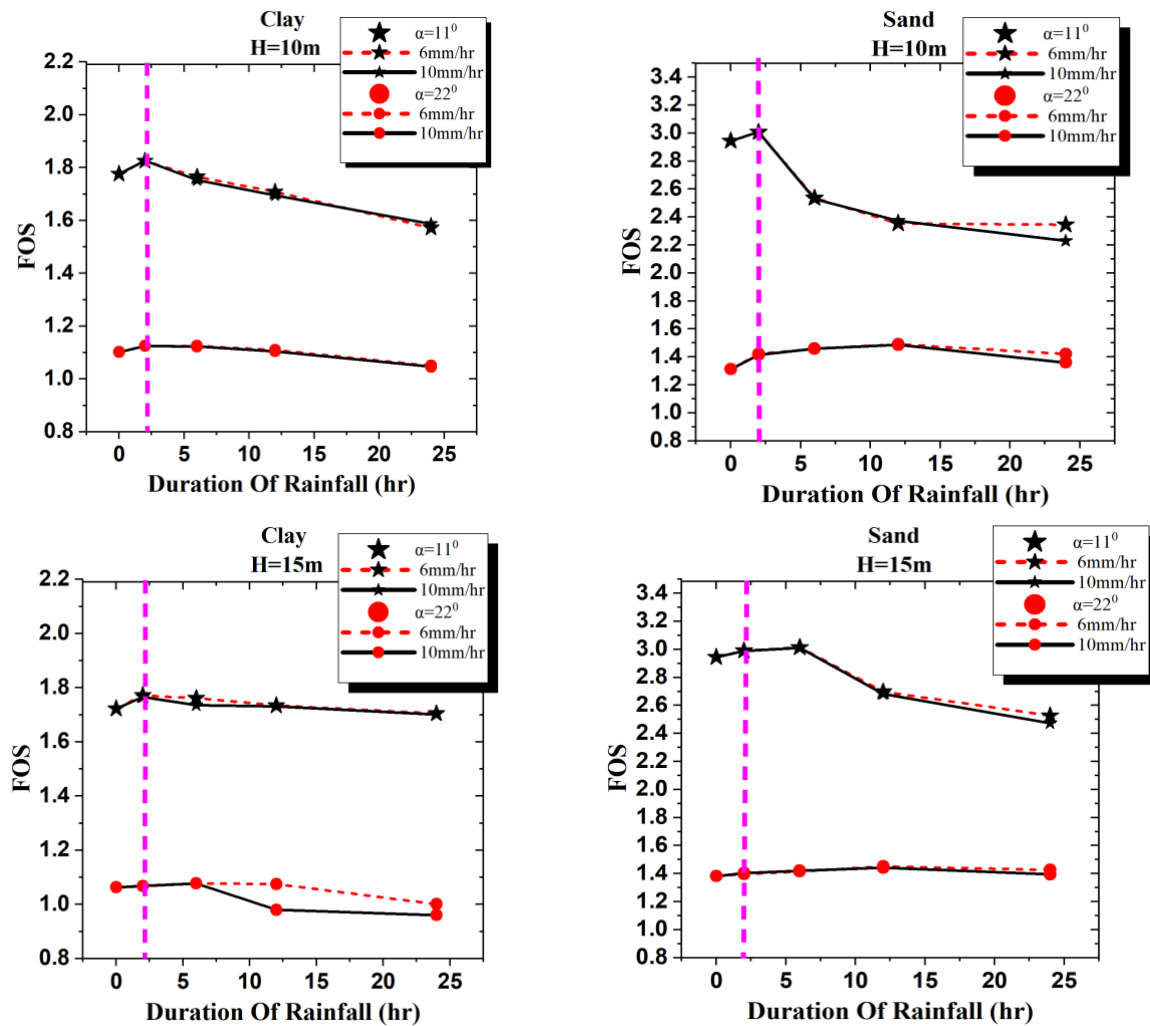 Clay
H=10m
α=11⁰
6mm/hr
10mm/hr
α=22⁰
6mm/hr
10mm/hr
2.2
2.0
1.8
1.6
1.4
1.2
1.0
0.8
FOS
0 5 10 15 20 25
Duration Of Rainfall (hr)
Sand
H=10m
α=11⁰
6mm/hr
10mm/hr
α=22⁰
6mm/hr
10mm/hr
3.4
3.2
3.0
2.8
2.6
2.4
2.2
2.0
1.8
1.6
1.4
1.2
1.0
0.8
FOS
0 5 10 15 20 25
Duration Of Rainfall (hr)
Clay
H=15m
α=11⁰
6mm/hr
10mm/hr
α=22⁰
6mm/hr
10mm/hr
2.2
2.0
1.8
1.6
1.4
1.2
1.0
0.8
FOS
0 5 10 15 20 25
Duration Of Rainfall (hr)
Sand
H=15m
α=11⁰
6mm/hr
10mm/hr
α=22⁰
6mm/hr
10mm/hr
3.4
3.2
3.0
2.8
2.6
2.4
2.2
2.0
1.8
1.6
1.4
1.2
1.0
0.8
FOS
0 5 10 15 20 25
Duration Of Rainfall (hr)